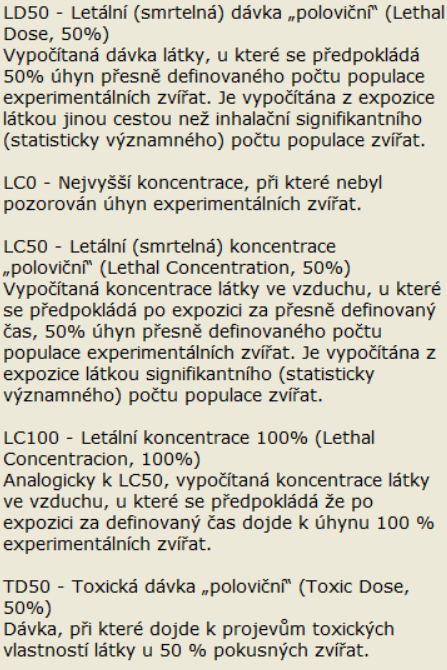 LD50 - Letální (smrtelná) dávka „poloviční“ (Lethal
Dose, 50%)
Vypočítaná dávka látky, u které se předpokládá
50% úhyn přesně definovaného počtu populace
experimentálních zvířat. Je vypočítána z expozice
látkou jinou cestou než inhalační signifikantního
(statisticky významného) počtu populace zvířat.
LC0 - Nejvyšší koncentrace, při které nebyl
pozorován úhyn experimentálních zvířat.
LC50 - Letální (smrtelná) koncentrace
„poloviční“ (Lethal Concentration, 50%)
Vypočítaná koncentrace látky ve vzduchu, u které
se předpokládá po expozici za přesně definovaný
čas, 50% úhyn přesně definovaného počtu
populace experimentálních zvířat. Je vypočítána z
expozice látkou signifikantního (statisticky
významného) počtu populace zvířat.
LC100 - Letální koncentrace 100% (Lethal
Concentracion, 100%)
Analogicky k LC50, vypočítaná koncentrace látky
ve vzduchu, u které se předpokládá že po
expozici za definovaný čas dojde k úhynu 100 %
experimentálních zvířat.
TD50 - Toxická dávka „poloviční“ (Toxic Dose,
50%)
Dávka, při které dojde k projevům toxických
vlastností látky u 50 % pokusných zvířat.